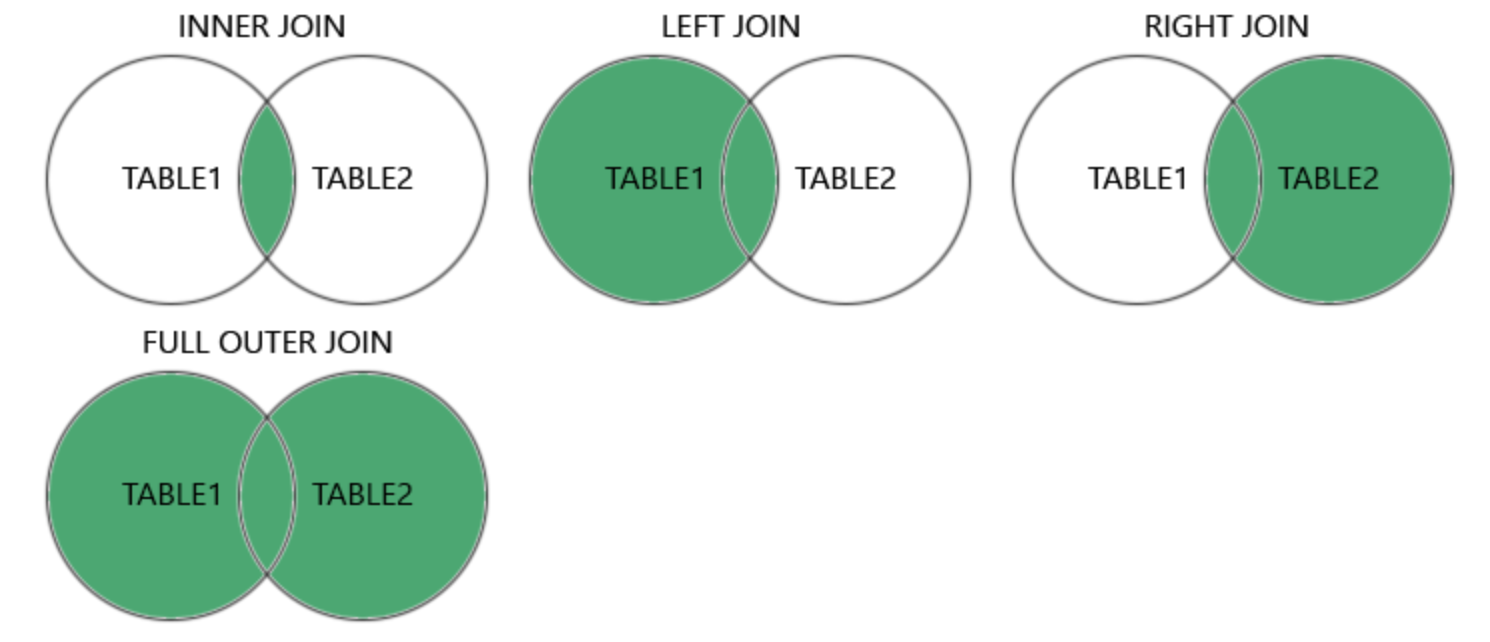 INNER JOIN
TABLE1 TABLE2
LEFT JOIN
TABLE1 TABLE2
RIGHT JOIN
TABLE1 TABLE2
FULL OUTER JOIN
TABLE1 TABLE2